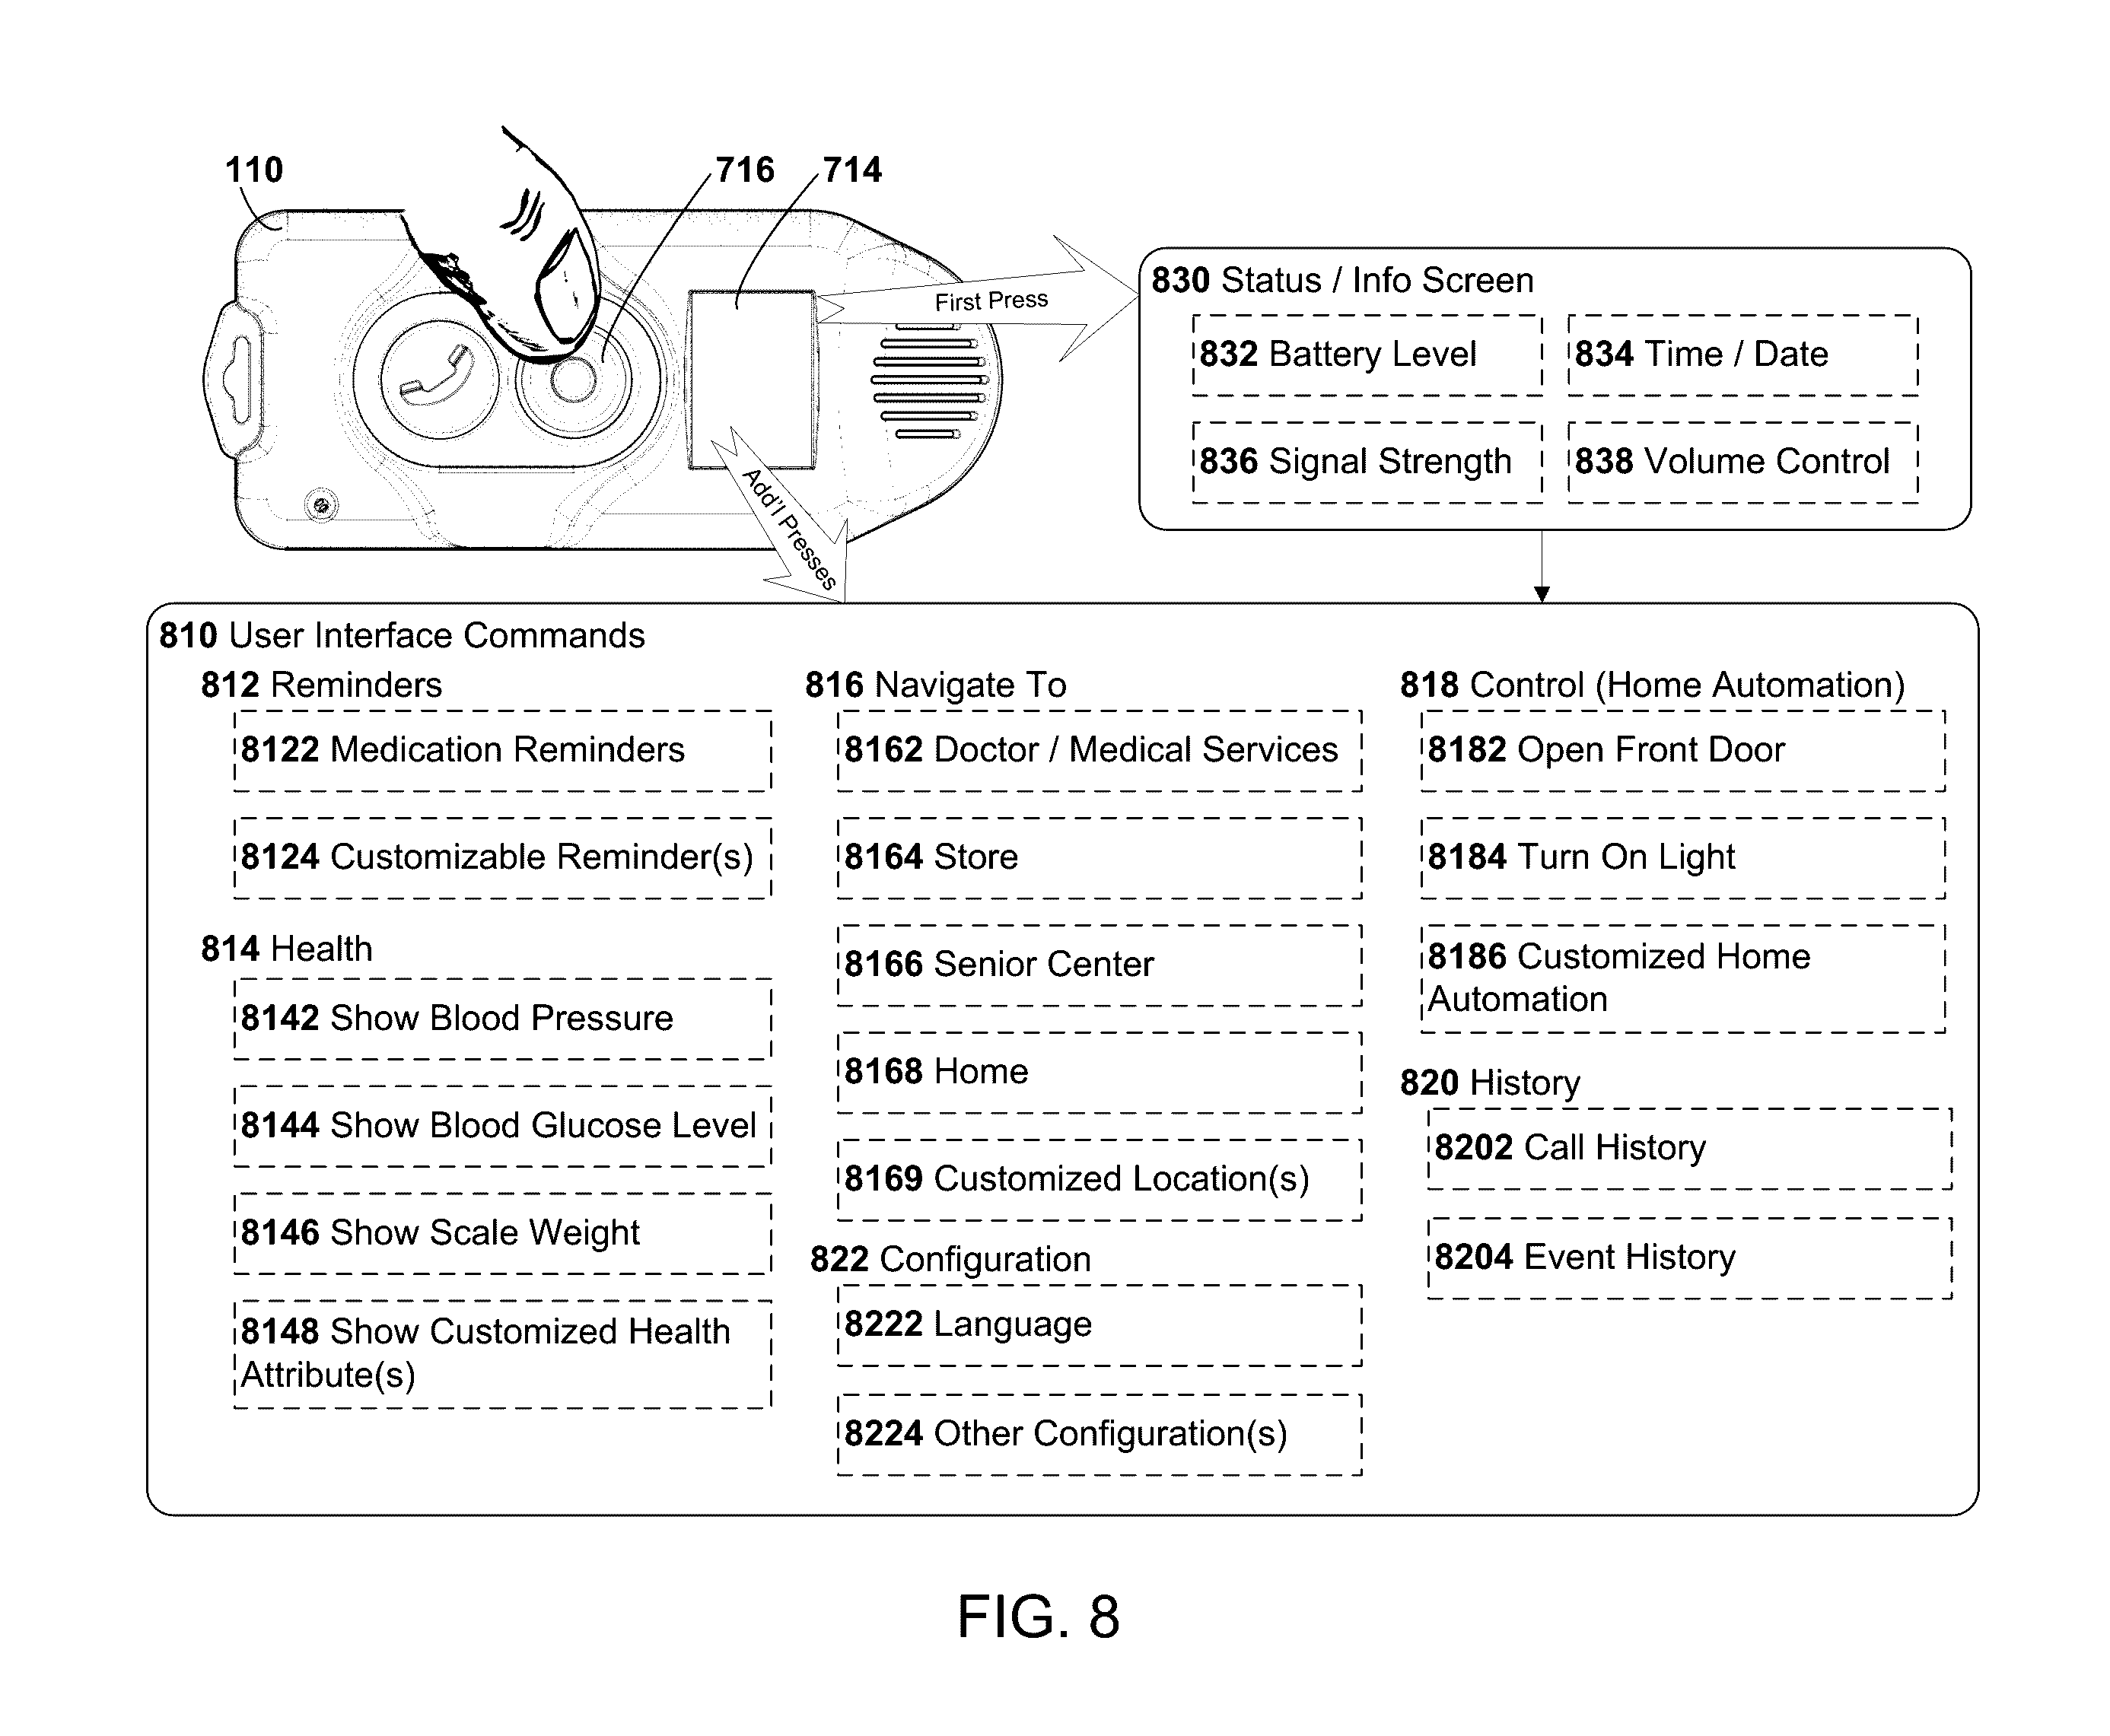 110
716
714
First Press
Add'l Presses
830 Status / Info Screen
832 Battery Level
834 Time / Date
836 Signal Strength
838 Volume Control
810 User Interface Commands
812 Reminders
8122 Medication Reminders
8124 Customizable Reminder(s)
814 Health
8142 Show Blood Pressure
8144 Show Blood Glucose Level
8146 Show Scale Weight
8148 Show Customized Health
Attribute(s)
816 Navigate To
8162 Doctor / Medical Services
8164 Store
8166 Senior Center
8168 Home
8169 Customized Location(s)
822 Configuration
8222 Language
8224 Other Configuration(s)
818 Control (Home Automation)
8182 Open Front Door
8184 Turn On Light
8186 Customized Home
Automation
820 History
8202 Call History
8204 Event History
FIG. 8